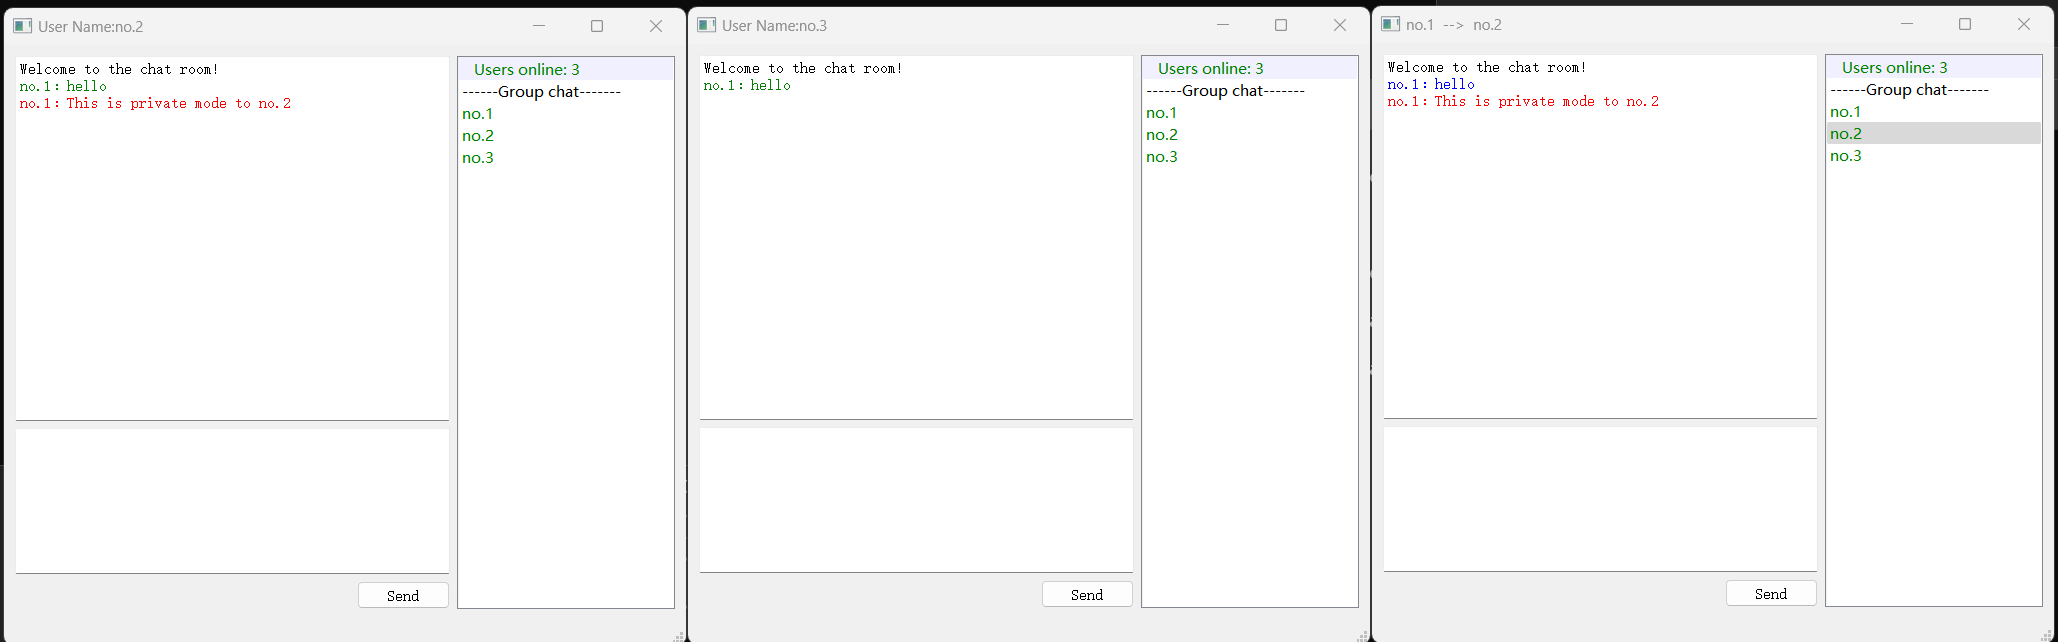 User Name:no.2
Welcome to the chat room!
no.1: hello
no.1: This is private mode to no.2
Users online: 3
------Group chat-------
no.1
no.2
no.3
Send
User Name:no.3
Welcome to the chat room!
no.1: hello
Users online: 3
------Group chat-------
no.1
no.2
no.3
Send
no.1 --> no.2
Welcome to the chat room!
no.1: hello
no.1: This is private mode to no.2
Users online: 3
------Group chat-------
no.1
no.2
no.3
Send